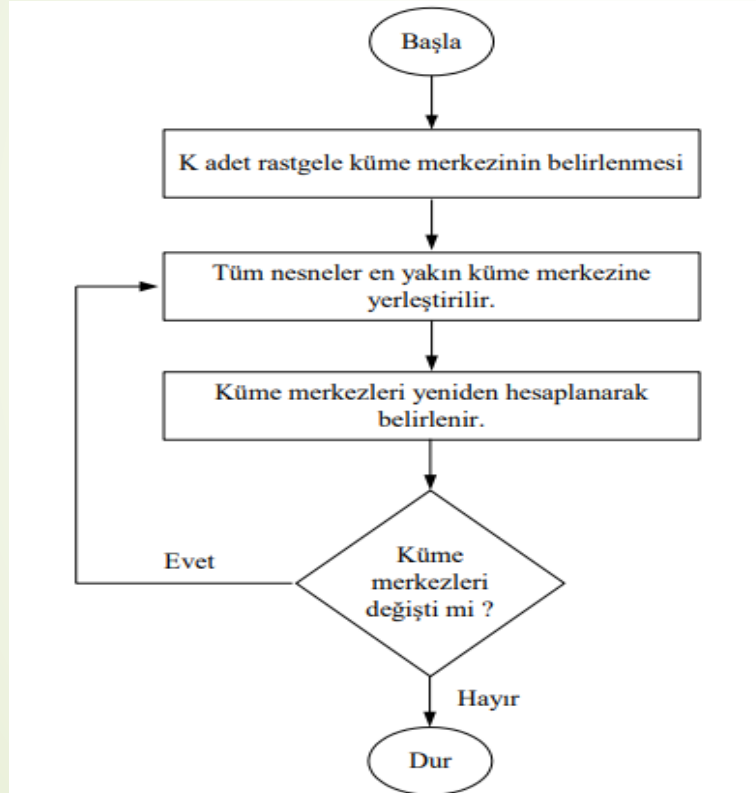 Başla
K adet rastgele küme merkezinin belirlenmesi
Tüm nesneler en yakın küme merkezine
yerleştirilir.
Küme merkezleri yeniden hesaplanarak
belirlenir.
Küme
merkezleri
değişti mi ?
Evet
Hayır
Dur